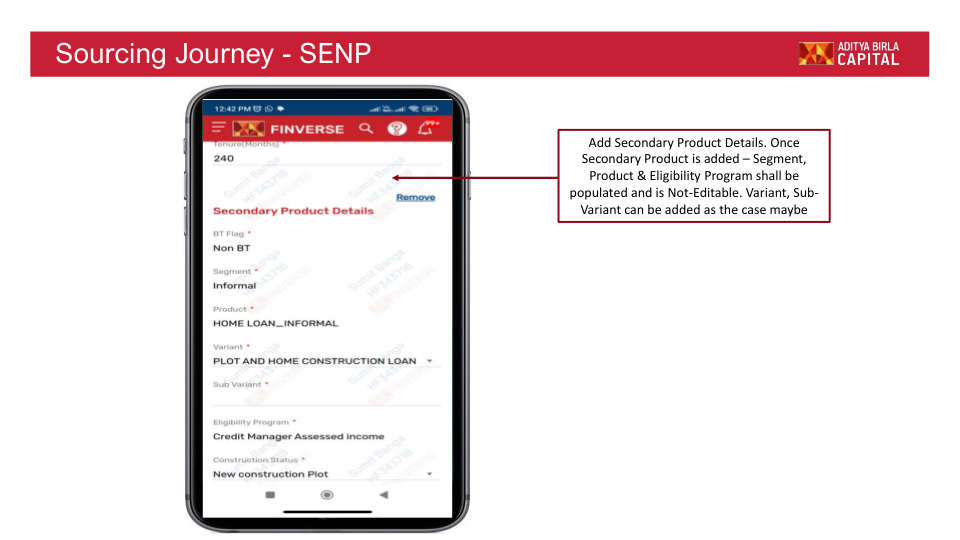 Sourcing Journey - SENP
ADITYA BIRLA
CAPITAL
12:42 PM
FINVERSE
99+
Tenure(Months) *
240
Remove
Secondary Product Details
BT Flag *
Non BT
Segment *
Informal
Product *
HOME LOAN_INFORMAL
Variant *
PLOT AND HOME CONSTRUCTION LOAN
Sub Variant *
Eligibility Program *
Credit Manager Assessed income
Construction Status *
New construction Plot
Sumit Banga
HF343718
FINVERSE
Add Secondary Product Details. Once
Secondary Product is added – Segment,
Product & Eligibility Program shall be
populated and is Not-Editable. Variant, Sub-
Variant can be added as the case maybe